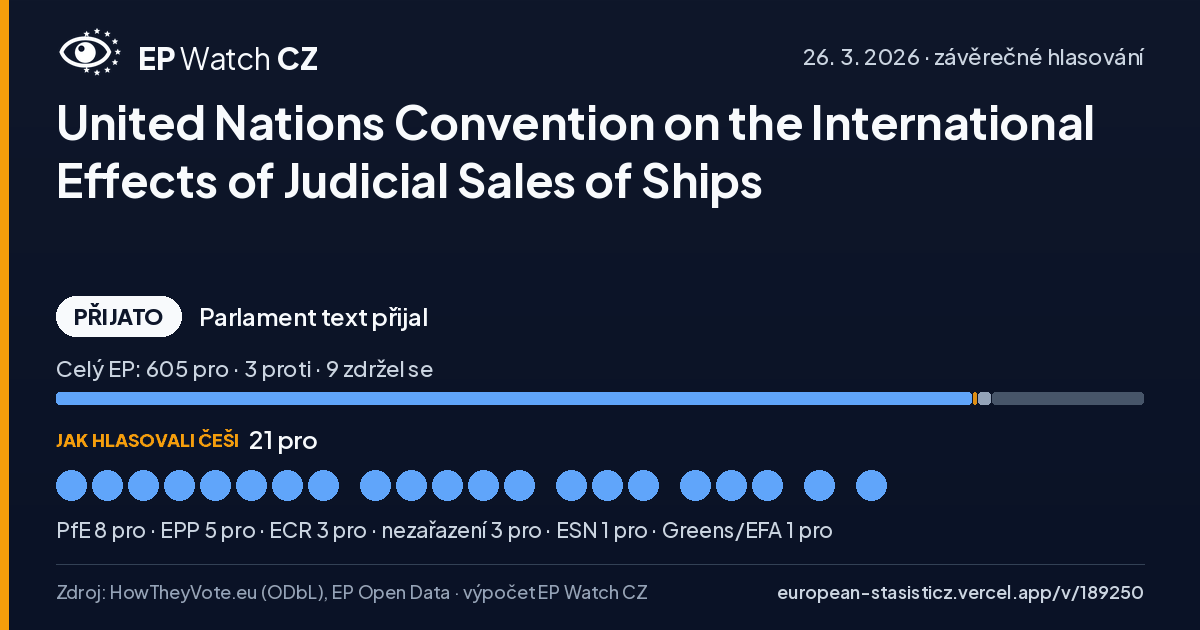 EP Watch CZ
26. 3. 2026 · závěrečné hlasování
United Nations Convention on the International
Effects of Judicial Sales of Ships
PŘIJATO
Parlament text přijal
Celý EP: 605 pro · 3 proti · 9 zdržel se
JAK HLASOVALI ČEŠI 21 pro
PfE 8 pro · EPP 5 pro · ECR 3 pro · nezařazení 3 pro · ESN 1 pro · Greens/EFA 1 pro
Zdroj: HowTheyVote.eu (ODbL), EP Open Data · výpočet EP Watch CZ
european-stasisticz.vercel.app/v/189250